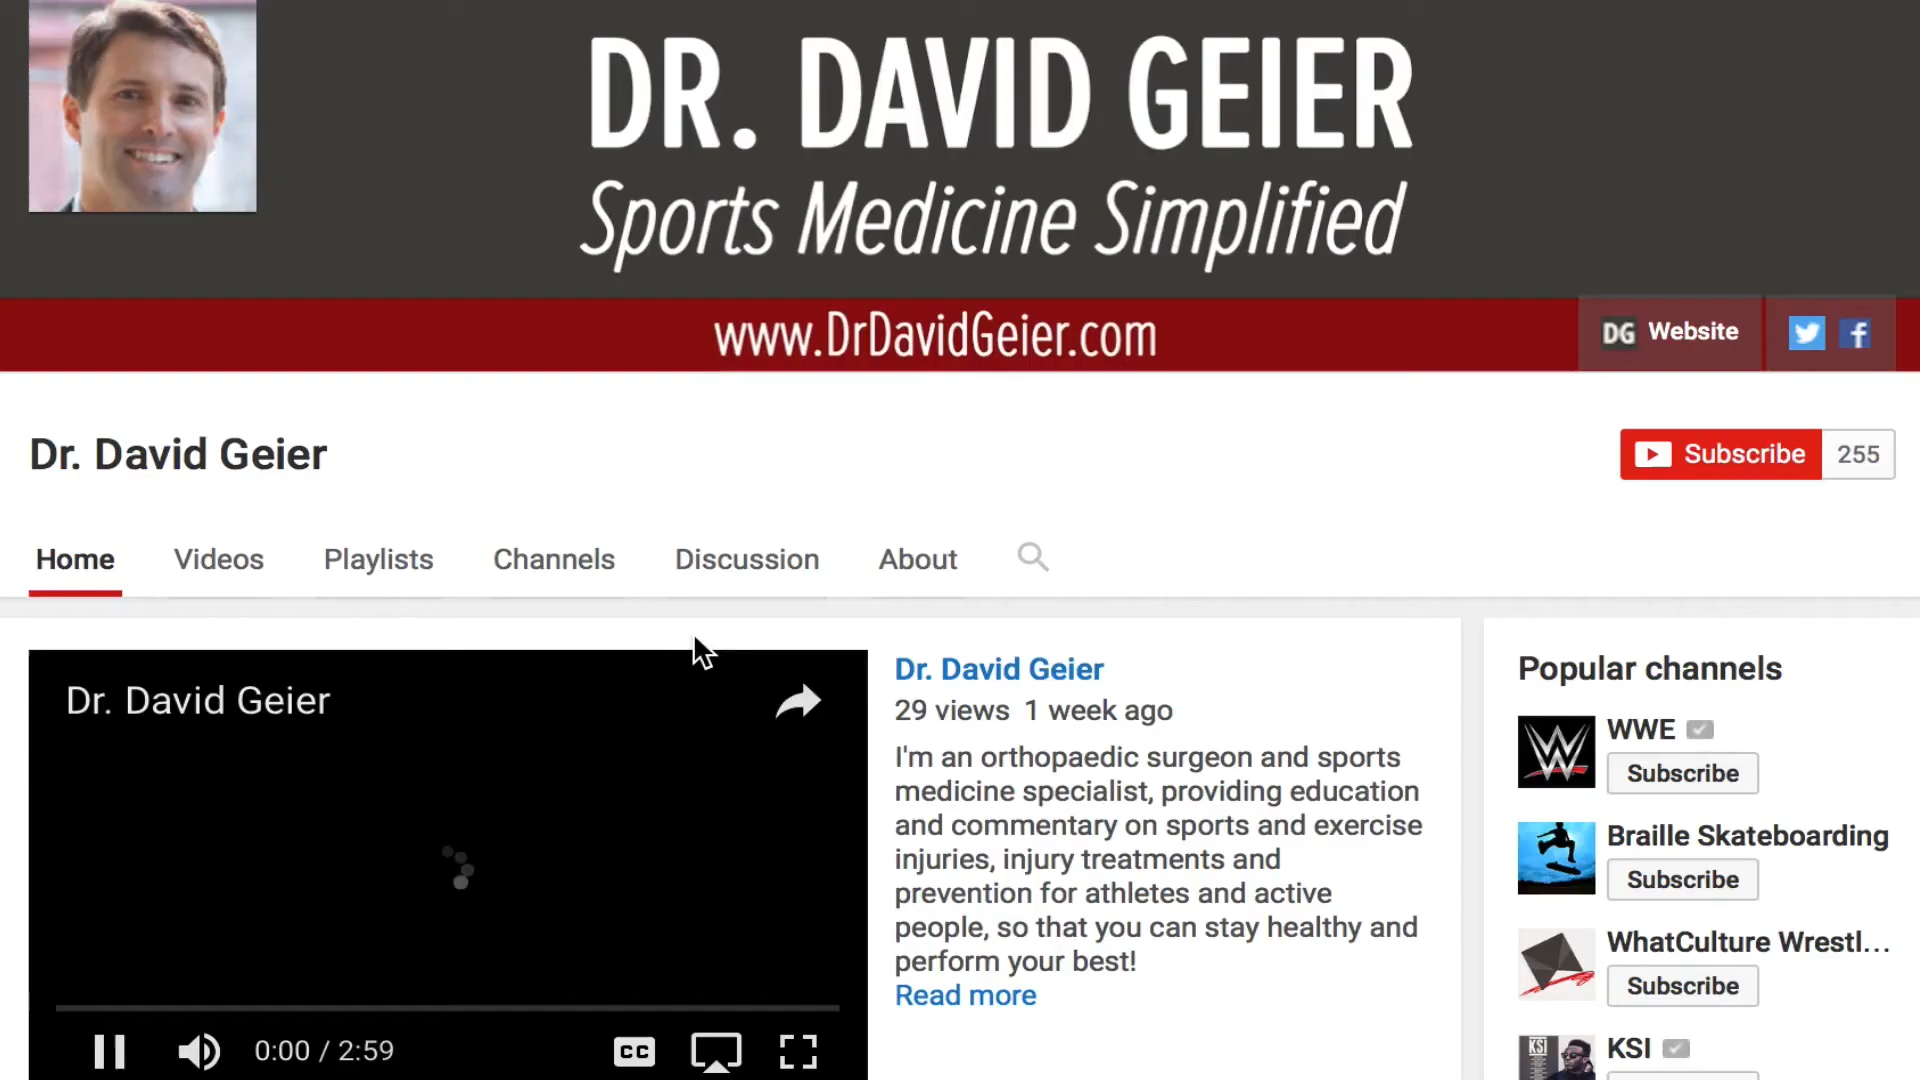 DR. DAVID GEIER
Sports Medicine Simplified
www.DrDavidGeier.com
DG Website
Dr. David Geier
Subscribe 255
Home Videos Playlists Channels Discussion About
Dr. David Geier
0:00 / 2:59
CC
Dr. David Geier
29 views 1 week ago
I'm an orthopaedic surgeon and sports
medicine specialist, providing education
and commentary on sports and exercise
injuries, injury treatments and
prevention for athletes and active
people, so that you can stay healthy and
perform your best!
Read more
Popular channels
WWE
Subscribe
Braille Skateboarding
Subscribe
WhatCulture Wrestl...
Subscribe
KSI
KSI